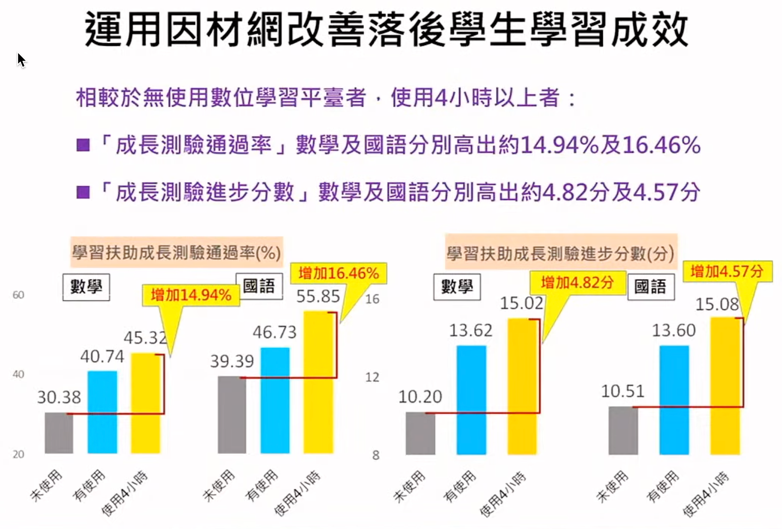 運用因材網改善落後學生學習成效
相較於無使用數位學習平臺者，使用4小時以上者：
■「成長測驗通過率」數學及國語分別高出約14.94%及16.46%
■「成長測驗進步分數」數學及國語分別高出約4.82分及4.57分
學習扶助成長測驗通過率(%)
數學
增加14.94%
國語
增加16.46%
60
40
20
30.38
40.74
45.32
39.39
46.73
55.85
未使用
有使用
使用4小時
未使用
有使用
使用4小時
學習扶助成長測驗進步分數(分)
數學
增加4.82分
國語
增加4.57分
16
12
8
10.20
13.62
15.02
10.51
13.60
15.08
未使用
有使用
使用4小時
未使用
有使用
使用4小時